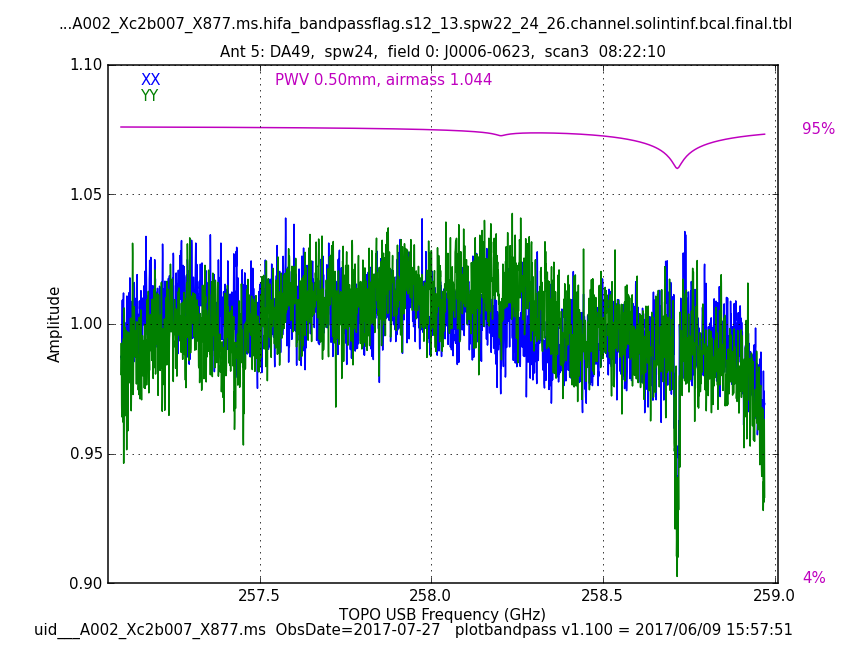 ...A002_Xc2b007_X877.ms.hifa_bandpassflag.s12_13.spw22_24_26.channel.solintinf.bcal.final.tbl
Ant 5: DA49,  spw24,  field 0: J0006-0623,  scan3  08:22:10
XX
YY
PWV 0.50mm, airmass 1.044
95%
4%
1.10
1.05
1.00
0.95
0.90
Amplitude
257.5
258.0
258.5
259.0
TOPO USB Frequency (GHz)
uid___A002_Xc2b007_X877.ms  ObsDate=2017-07-27   plotbandpass v1.100 = 2017/06/09 15:57:51